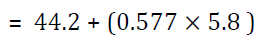 = 44.2 + (0.577 × 5.8 )